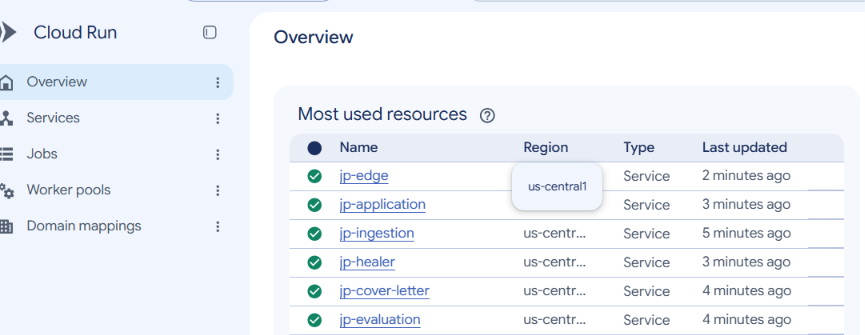 Cloud Run
Overview
Services
Jobs
Worker pools
Domain mappings
Overview
Most used resources
Name Region Type Last updated
jp-edge us-central1 Service 2 minutes ago
jp-application Service 3 minutes ago
jp-ingestion us-centr... Service 5 minutes ago
jp-healer us-centr... Service 3 minutes ago
jp-cover-letter us-centr... Service 4 minutes ago
jp-evaluation us-centr... Service 4 minutes ago